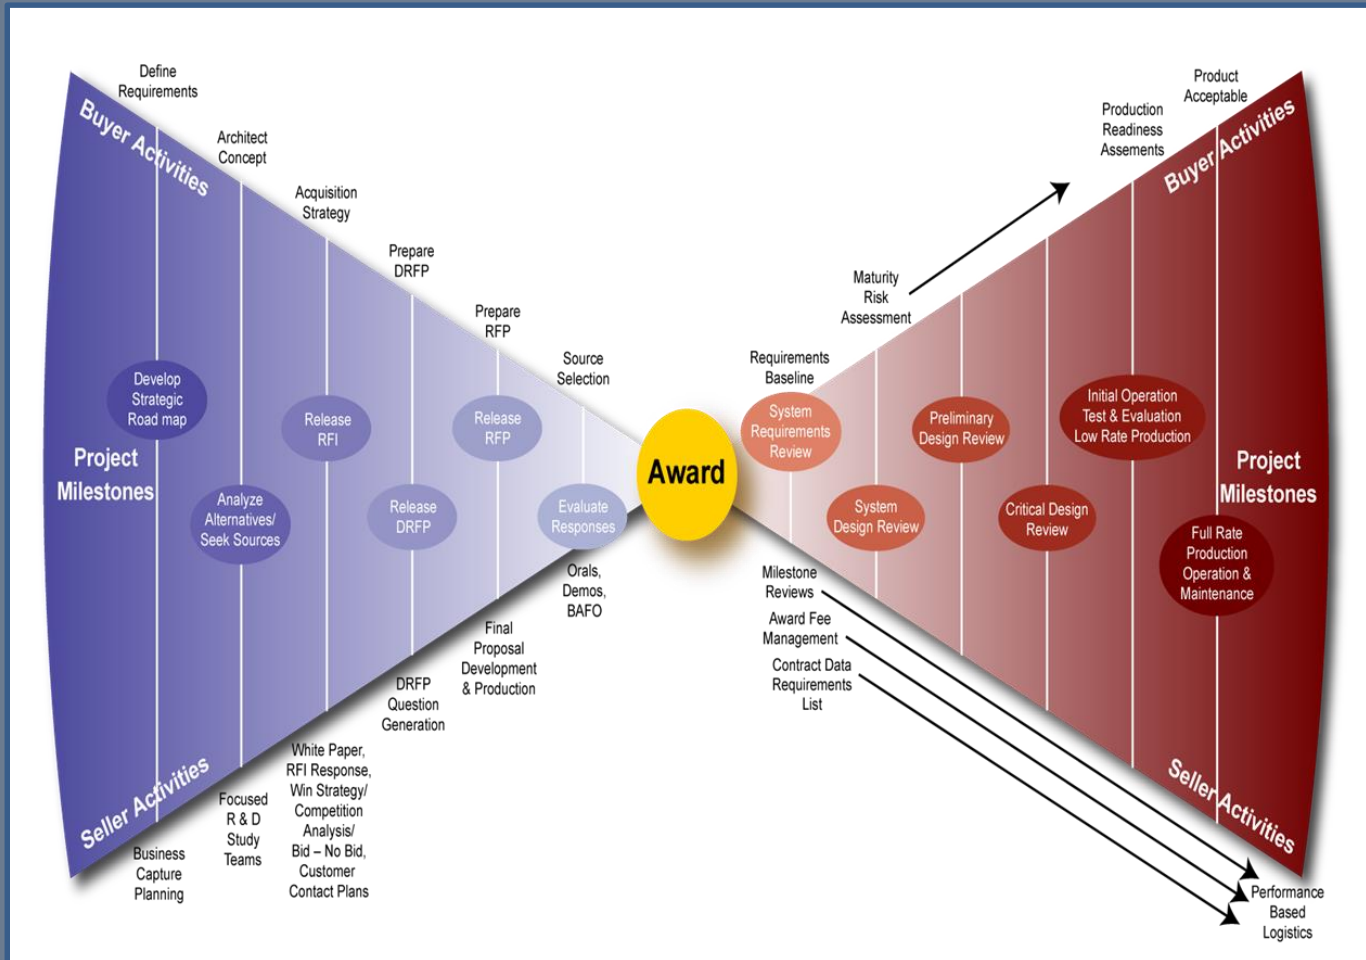 Define
Requirements
Architect
Concept
Acquisition
Strategy
Prepare
DRFP
Prepare
RFP
Source
Selection
Buyer Activities
Develop
Strategic
Road map
Project
Milestones
Analyze
Alternatives/
Seek Sources
Release
RFI
Release
DRFP
Release
RFP
Evaluate
Responses
Seller Activities
Business
Capture
Planning
Focused
R & D
Study
Teams
White Paper,
RFI Response,
Win Strategy/
Competition
Analysis/
Bid – No Bid,
Customer
Contact Plans
DRFP
Question
Generation
Final
Proposal
Development
& Production
Orals,
Demos,
BAFO
Award
Requirements
Baseline
Maturity
Risk
Assessment
Production
Readiness
Assements
Product
Acceptable
Buyer Activities
System
Requirements
Review
System
Design Review
Preliminary
Design Review
Critical Design
Review
Initial Operation
Test & Evaluation
Low Rate Production
Project
Milestones
Full Rate
Production
Operation &
Maintenance
Seller Activities
Milestone
Reviews
Award Fee
Management
Contract Data
Requirements
List
Performance
Based
Logistics